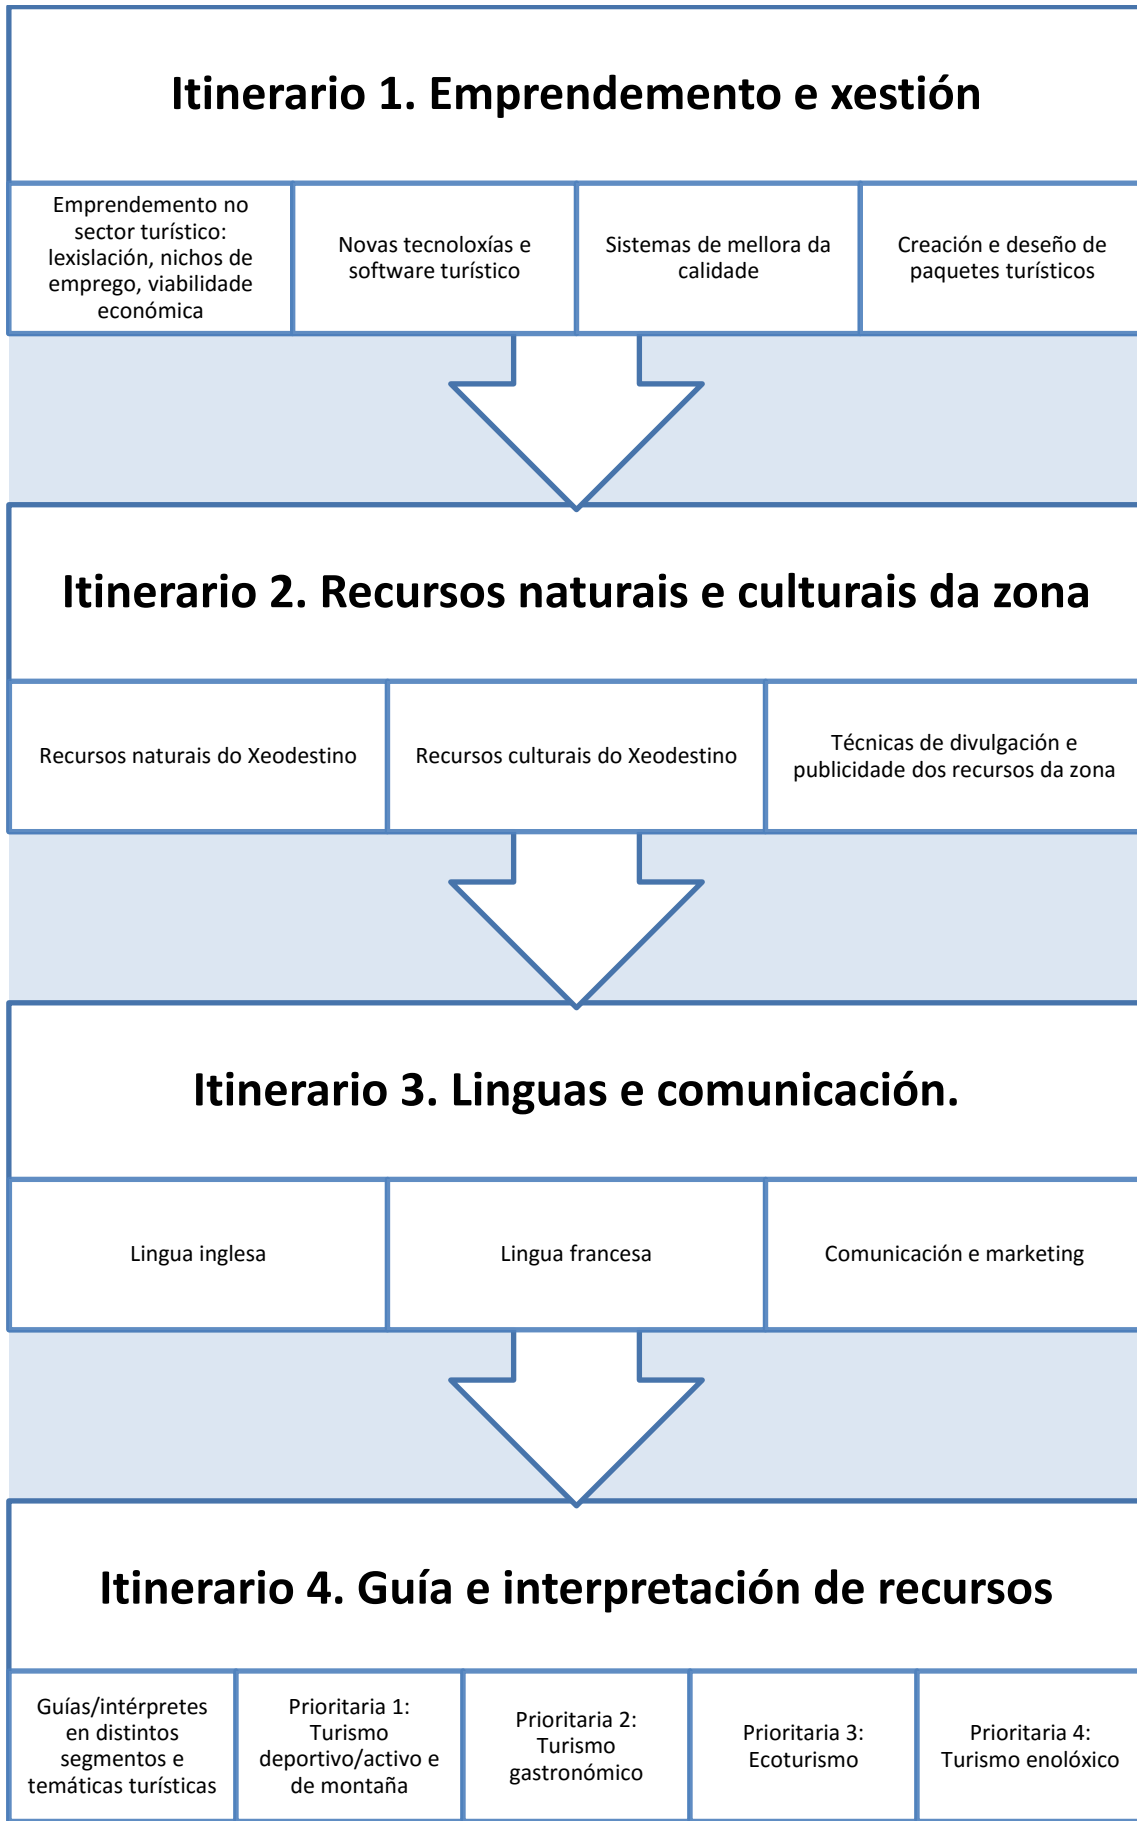 Itinerario 1. Emprendemento e xestión
Emprendemento no
sector turístico:
lexislación, nichos de
emprego, viabilidade
económica
Novas tecnoloxías e
software turístico
Sistemas de mellora da
calidade
Creación e deseño de
paquetes turísticos
Itinerario 2. Recursos naturais e culturais da zona
Recursos naturais do Xeodestino
Recursos culturais do Xeodestino
Técnicas de divulgación e
publicidade dos recursos da zona
Itinerario 3. Linguas e comunicación.
Lingua inglesa
Lingua francesa
Comunicación e marketing
Itinerario 4. Guía e interpretación de recursos
Guías/intérpretes
en distintos
segmentos e
temáticas turísticas
Prioritaria 1:
Turismo
deportivo/activo e
de montaña
Prioritaria 2:
Turismo
gastronómico
Prioritaria 3:
Ecoturismo
Prioritaria 4:
Turismo enolóxico